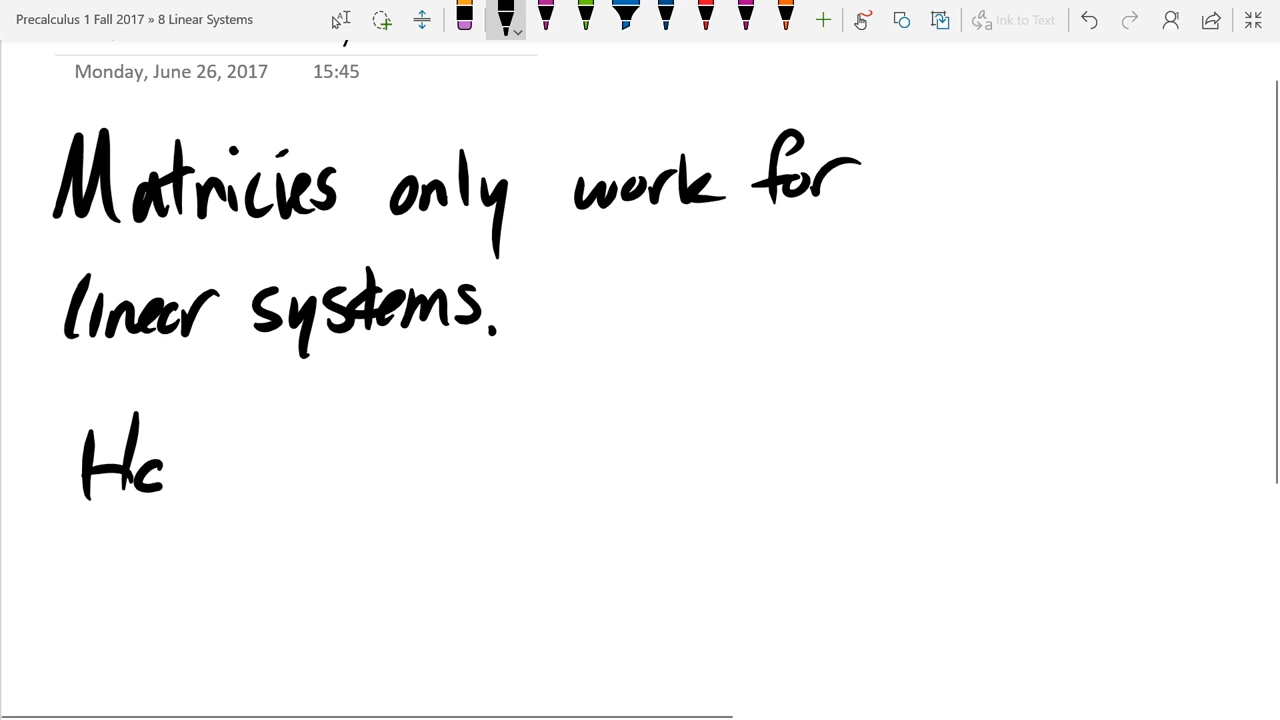 Precalculus 1 Fall 2017 » 8 Linear Systems
Ink to Text
Monday, June 26, 2017 15:45
Matricies only work for
linear systems.
Hc